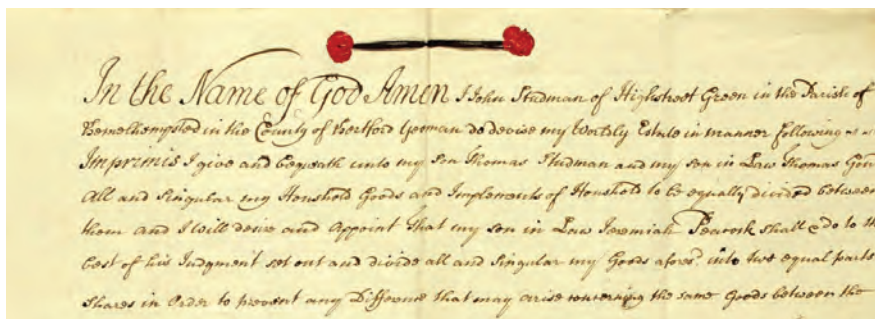 In the Name of God Amen I John Studman of Highstreet Green in the Parish of
Hemelhempsted in the County of Hertford Yeoman do devise my Worldly Estate in manner following
Imprimis I give and bequeath unto my son Thomas Studman and my son in Law Thomas
All and Singular my Houshold Goods and Implements of Houshold to be equally divided between
them and I Will desire and Appoint That my son in Law Jeremiah Peacock shall & do to the
best of his Judgment set out and divide all and singular my Goods afores.d into two equal parts
Shares in Order to prevent any Difference that may arise concerning the same Goods between the